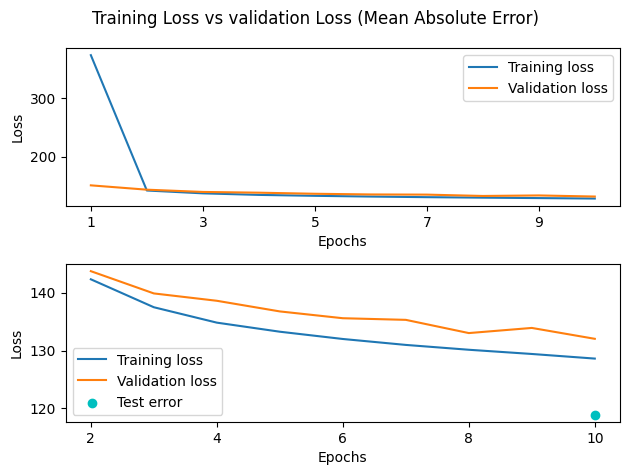 Training Loss vs validation Loss (Mean Absolute Error)
Training loss
Validation loss
300
200
Loss
1 3 5 7 9
Epochs
140
130
120
Loss
Training loss
Validation loss
Test error
2 4 6 8 10
Epochs